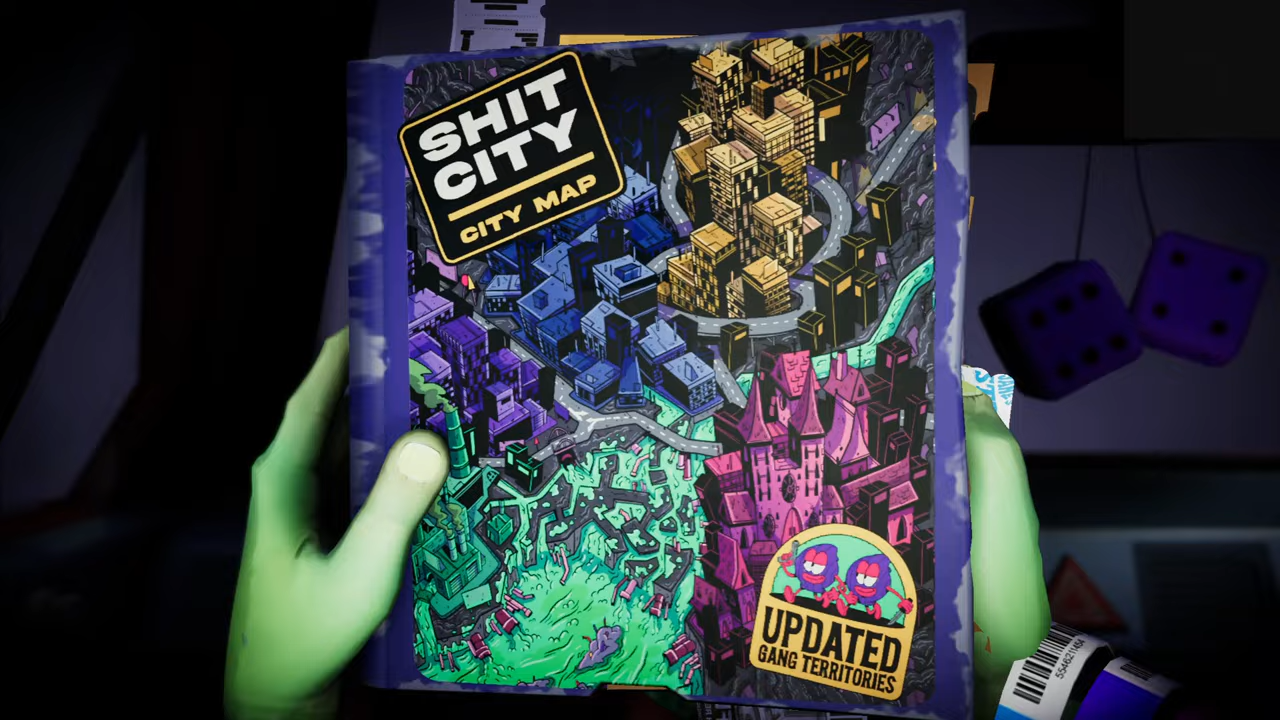 SHIT
CITY
CITY MAP
UPDATED
GANG TERRITORIES